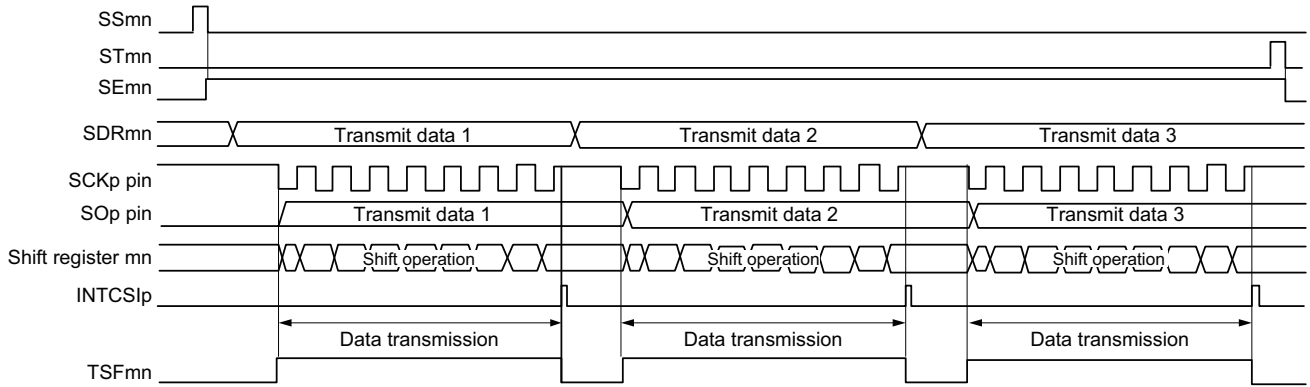 SSmn
STmn
SEmn
SDRmn Transmit data 1 Transmit data 2 Transmit data 3
SCKp pin
SOp pin Transmit data 1 Transmit data 2 Transmit data 3
Shift register mn Shift operation Shift operation Shift operation
INTCSIp
Data transmission Data transmission Data transmission
TSFmn